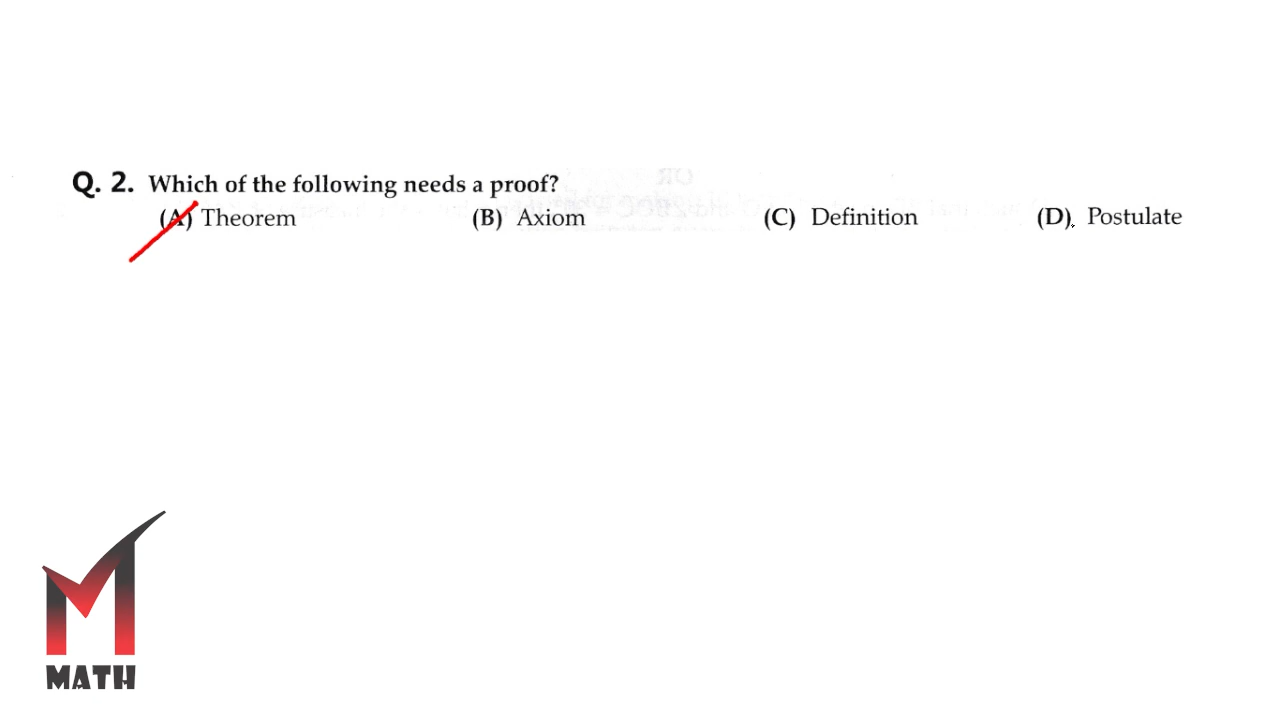 Q. 2. Which of the following needs a proof?
(A) Theorem (B) Axiom (C) Definition (D) Postulate
MATH